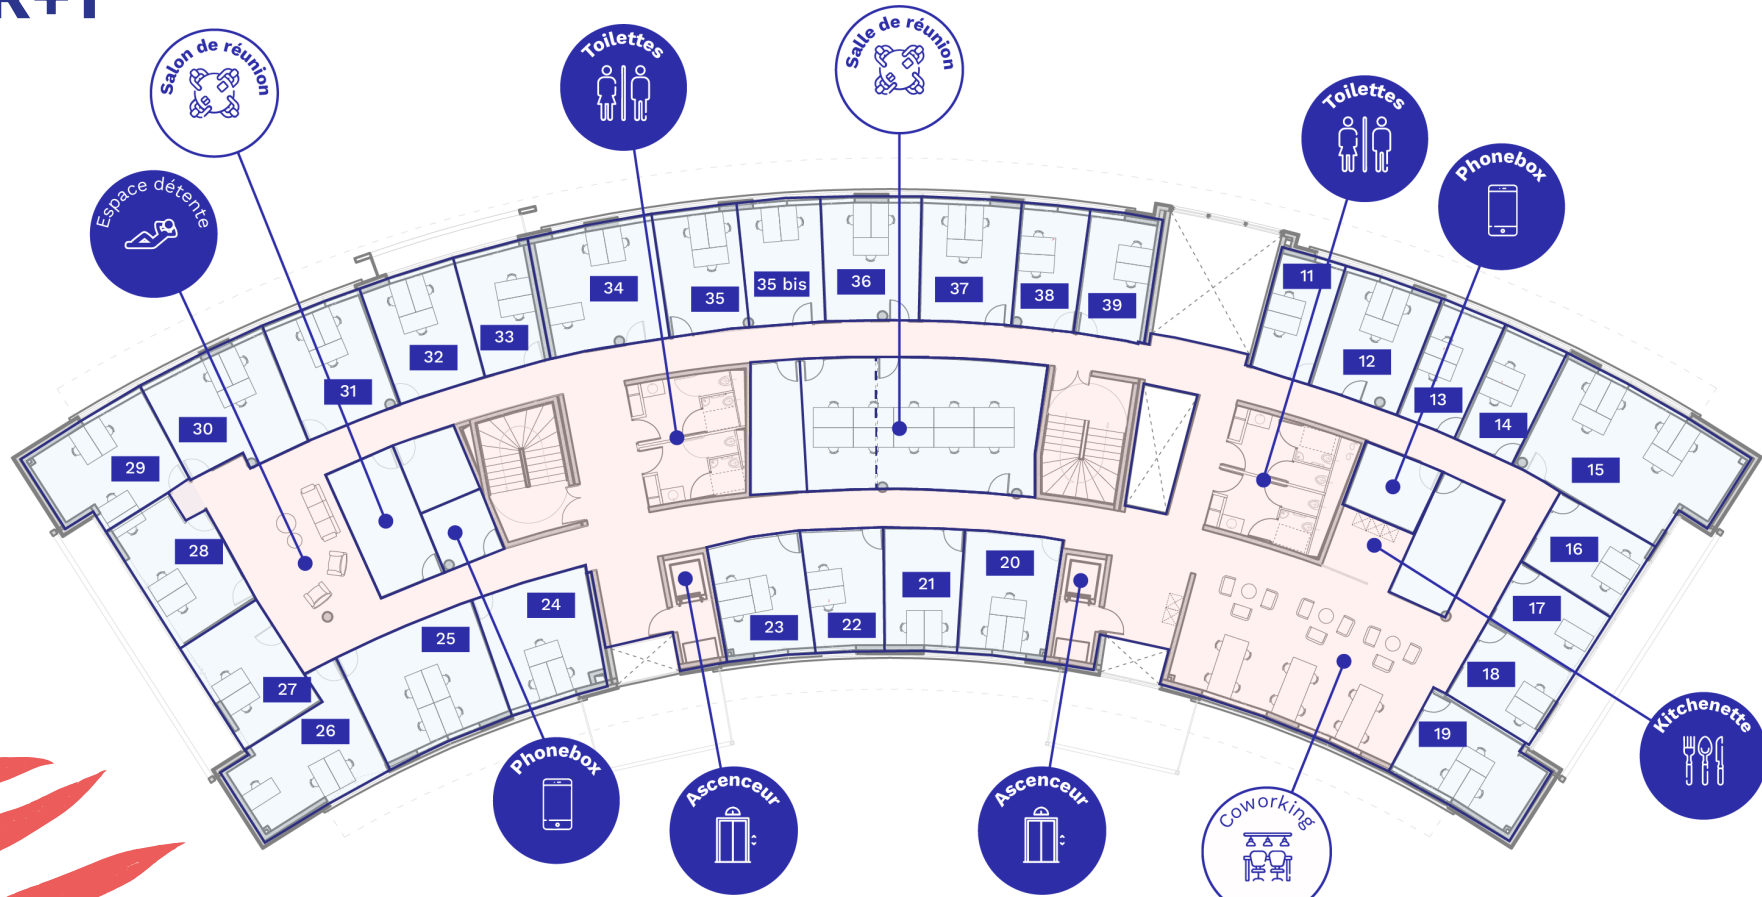 R+1
Salon de réunion
Toilettes
Salle de réunion
Toilettes
Phonebox
Espace détente
11
34
35
35 bis
36
37
38
39
33
32
31
30
29
12
13
14
15
28
27
26
25
24
23
22
21
20
16
17
18
19
Kitchenette
Phonebox
Ascenceur
Ascenceur
Coworking